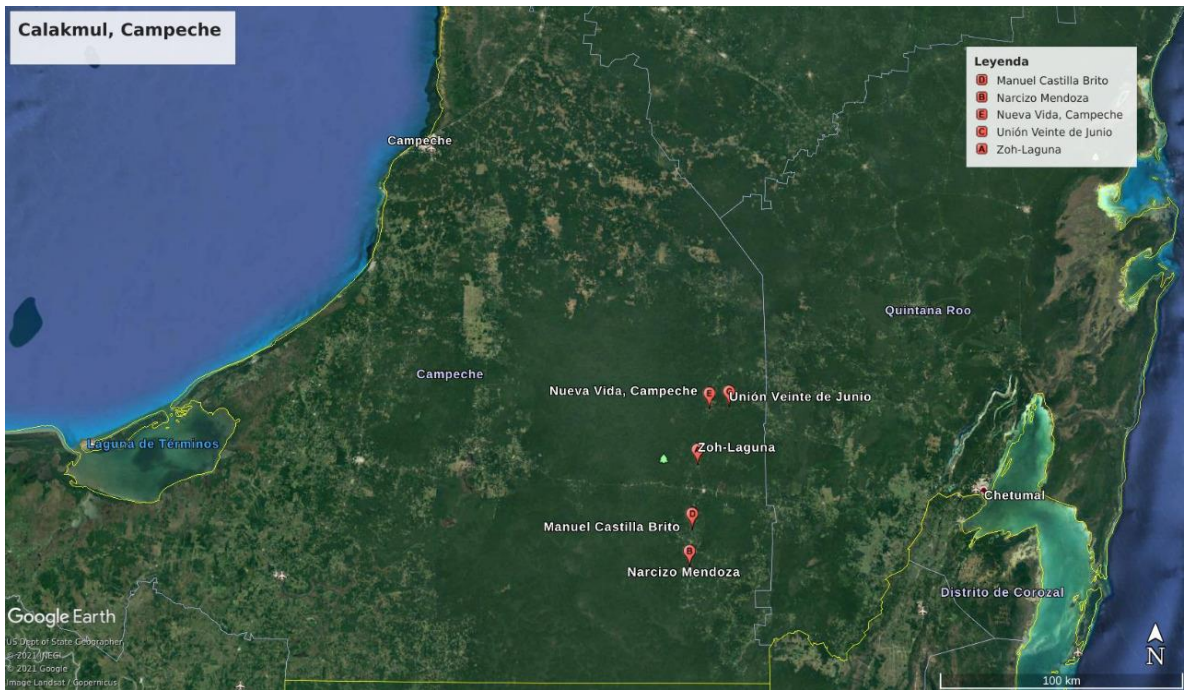 Calakmul, Campeche
Leyenda
D Manuel Castilla Brito
B Narcizo Mendoza
E Nueva Vida, Campeche
C Unión Veinte de Junio
A Zoh-Laguna
Campeche
Quintana Roo
Campeche
Nueva Vida, Campeche
E
Unión Veinte de Junio
Laguna de Términos
Zoh-Laguna
Chetumal
D
Manuel Castilla Brito
B
Narcizo Mendoza
Distrito de Corozal
Google Earth
US Dept of State Geographer
© 2021 INEGI
© 2021 Google
Image Landsat / Copernicus
N
100 km